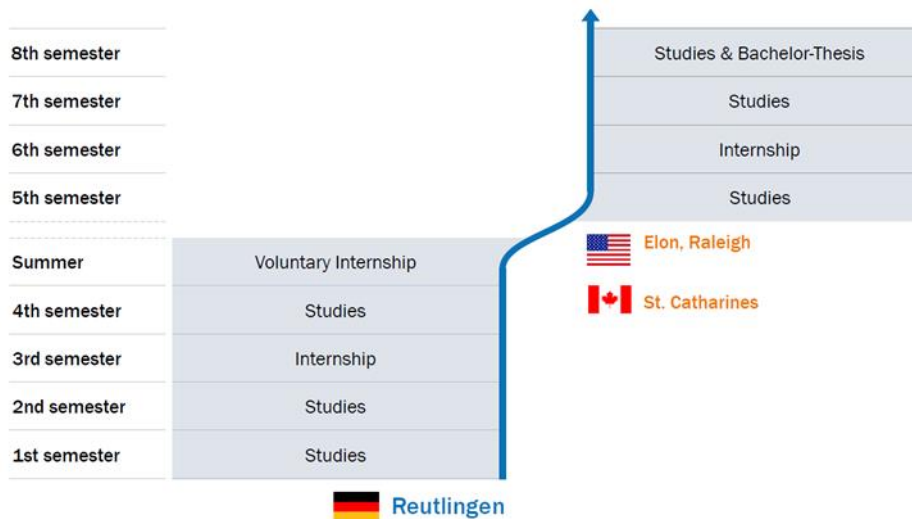 8th semester Studies & Bachelor-Thesis
7th semester Studies
6th semester Internship
5th semester Studies
Elon, Raleigh
Summer Voluntary Internship
St. Catharines
4th semester Studies
3rd semester Internship
2nd semester Studies
1st semester Studies
Reutlingen